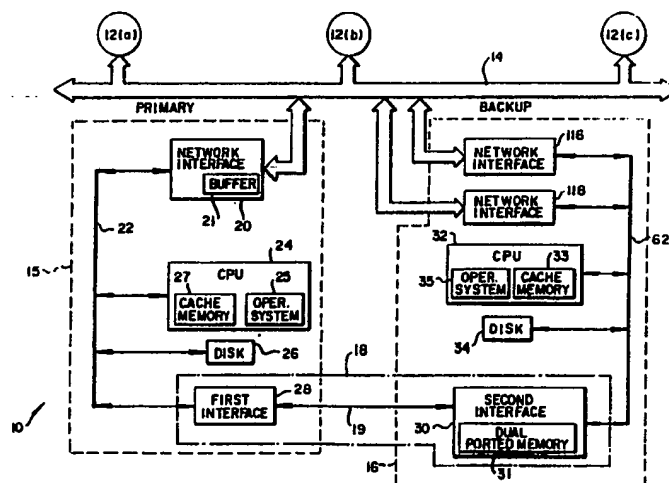 12(a)
12(b)
12(c)
14
PRIMARY
BACKUP
NETWORK
INTERFACE
BUFFER
21
20
22
15
24
CPU
27
25
CACHE
MEMORY
OPER.
SYSTEM
DISK
26
FIRST
INTERFACE
28
18
19
10
116
NETWORK
INTERFACE
118
NETWORK
INTERFACE
62
32
33
CPU
35
OPER.
SYSTEM
CACHE
MEMORY
DISK
34
SECOND
INTERFACE
30
DUAL
PORTED MEMORY
31
16